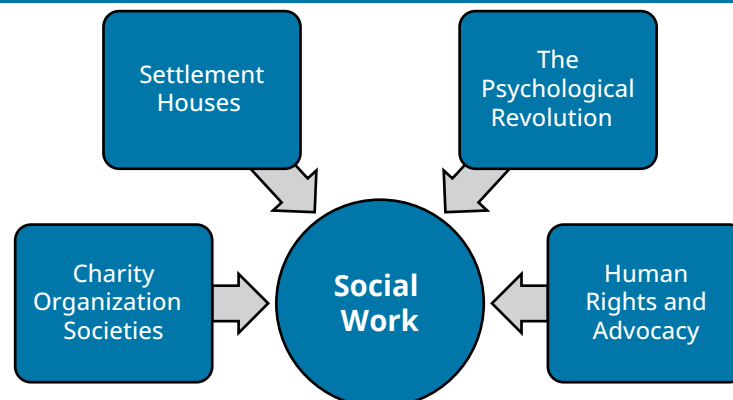 Settlement
Houses
The
Psychological
Revolution
Charity
Organization
Societies
Social
Work
Human
Rights and
Advocacy